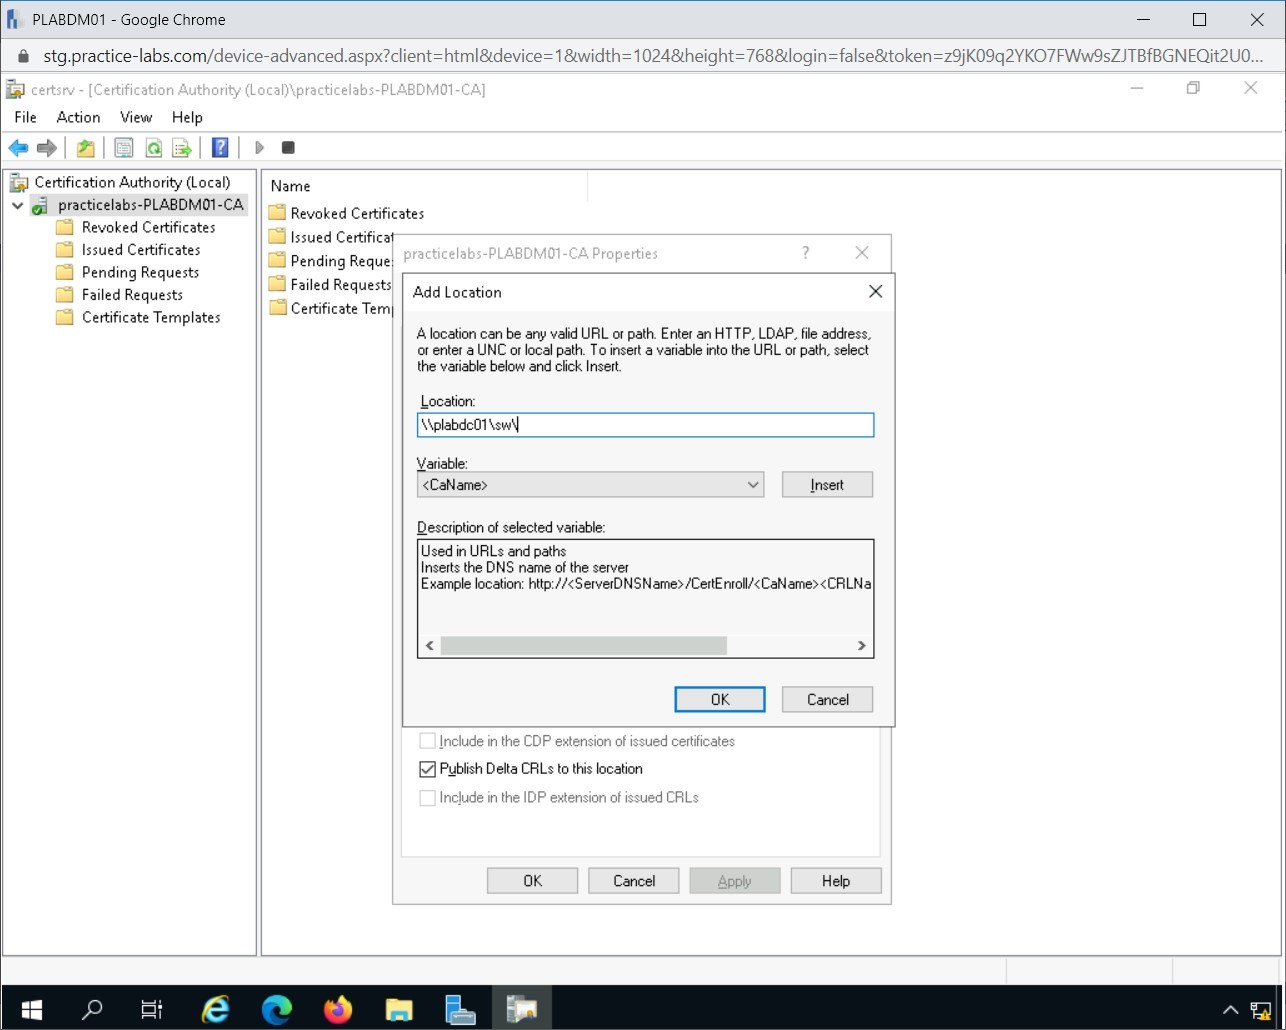 PLABDM01 - Google Chrome
stg.practice-labs.com/device-advanced.aspx?client=html&device=1&width=1024&height=768&login=false&token=z9jK09q2YKO7FWw9sZJTBfBGNEQit2U0...
certsrv - [Certification Authority (Local)\practicelabs-PLABDM01-CA]
File Action View Help
Certification Authority (Local)
practicelabs-PLABDM01-CA
Revoked Certificates
Issued Certificates
Pending Requests
Failed Requests
Certificate Templates
Name
Revoked Certificates
Issued Certificat
Pending Reque
Failed Requests
Certificate Tem
practicelabs-PLABDM01-CA Properties
Add Location
A location can be any valid URL or path. Enter an HTTP, LDAP, file address,
or enter a UNC or local path. To insert a variable into the URL or path, select
the variable below and click Insert.
Location:
\\plabdc01\sw\
Variable:
<CaName>
Insert
Description of selected variable:
Used in URLs and paths
Inserts the DNS name of the server
Example location: http://<ServerDNSName>/CertEnroll/<CaName><CRLNa
OK Cancel
Include in the CDP extension of issued certificates
Publish Delta CRLs to this location
Include in the IDP extension of issued CRLs
OK Cancel Apply Help